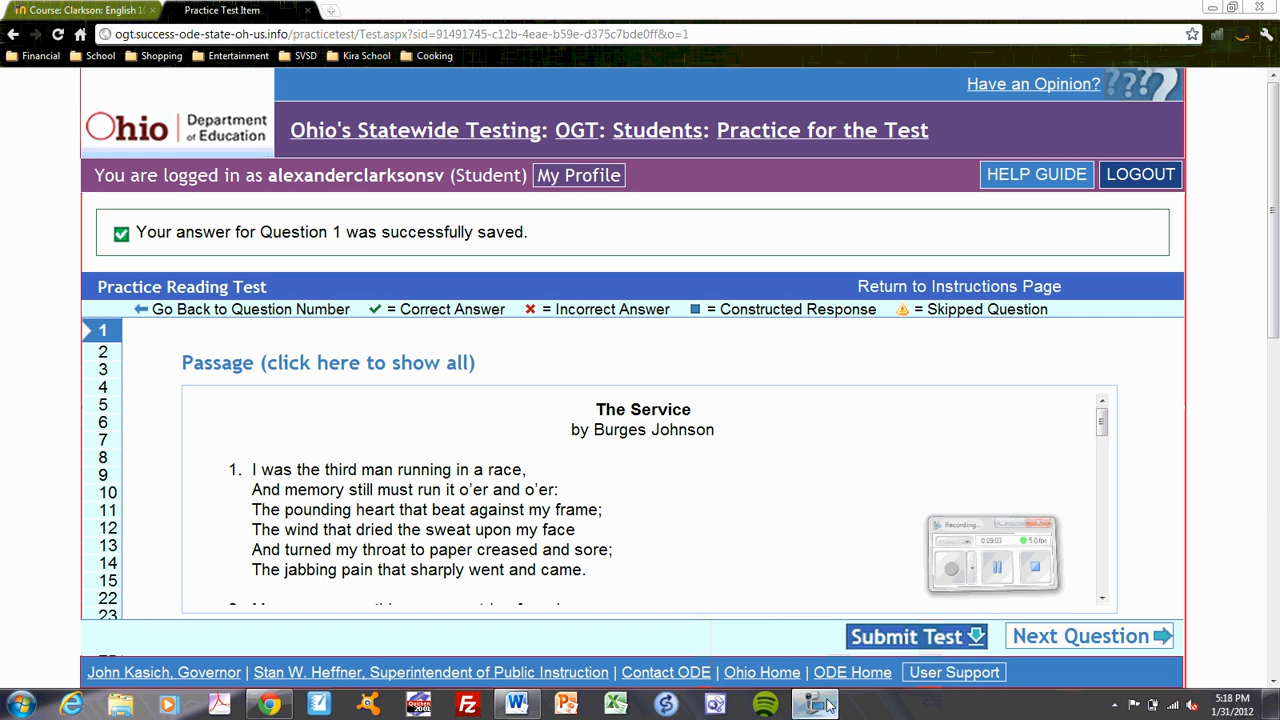 Course: Clarkson: English 1
Practice Test Item
ogt.success-ode-state-oh-us.info/practicetest/Test.aspx?sid=91491745-c12b-4eae-b59e-d375c7bde0ff&o=1
Financial School Shopping Entertainment SVSD Kira School Cooking
Have an Opinion?
???
Ohio | Department of Education
Ohio's Statewide Testing: OGT: Students: Practice for the Test
You are logged in as alexanderclarksonsv (Student) My Profile
HELP GUIDE LOGOUT
Your answer for Question 1 was successfully saved.
Practice Reading Test
Return to Instructions Page
Go Back to Question Number = Correct Answer = Incorrect Answer = Constructed Response = Skipped Question
1
2
3
4
5
6
7
8
9
10
11
12
13
14
15
22
23
Passage (click here to show all)
The Service
by Burges Johnson
1. I was the third man running in a race,
And memory still must run it o'er and o'er:
The pounding heart that beat against my frame;
The wind that dried the sweat upon my face
And turned my throat to paper creased and sore;
The jabbing pain that sharply went and came.
Recording...
0:09:03 5.0 fps
Submit Test Next Question
John Kasich, Governor | Stan W. Heffner, Superintendent of Public Instruction | Contact ODE | Ohio Home | ODE Home User Support
Quicken 2001
5:18 PM
1/31/2012